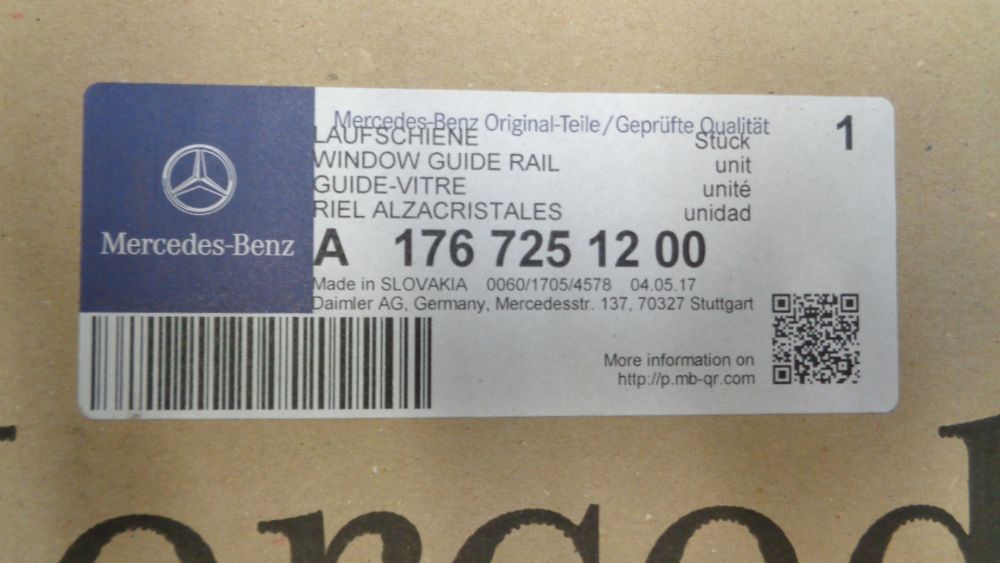 Mercedes-Benz Original-Teile/Geprüfte Qualität
1
LAUFSCHIENE Stück
WINDOW GUIDE RAIL unit
GUIDE-VITRE unité
RIEL ALZACRISTALES unidad
Mercedes-Benz
A 176 725 12 00
Made in SLOVAKIA 0060/1705/4578 04.05.17
Daimler AG, Germany, Mercedesstr. 137, 70327 Stuttgart
More information on
http://p.mb-qr.com